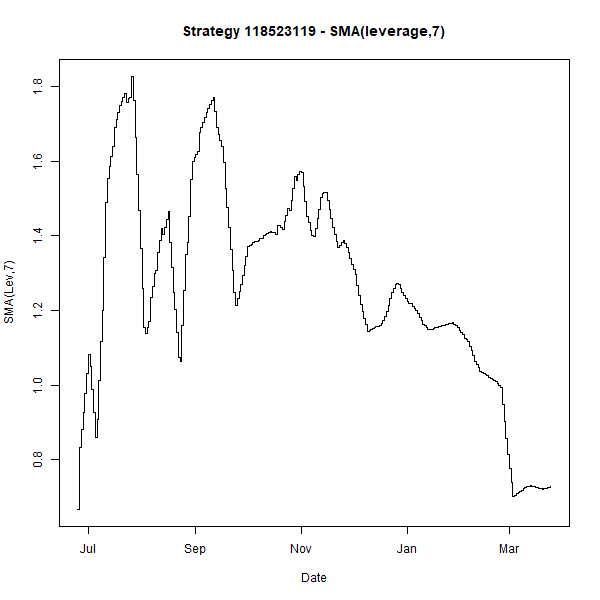 Strategy 118523119 - SMA(leverage,7)
SMA(Lev,7)
1.8
1.6
1.4
1.2
1.0
0.8
Jul Sep Nov Jan Mar
Date